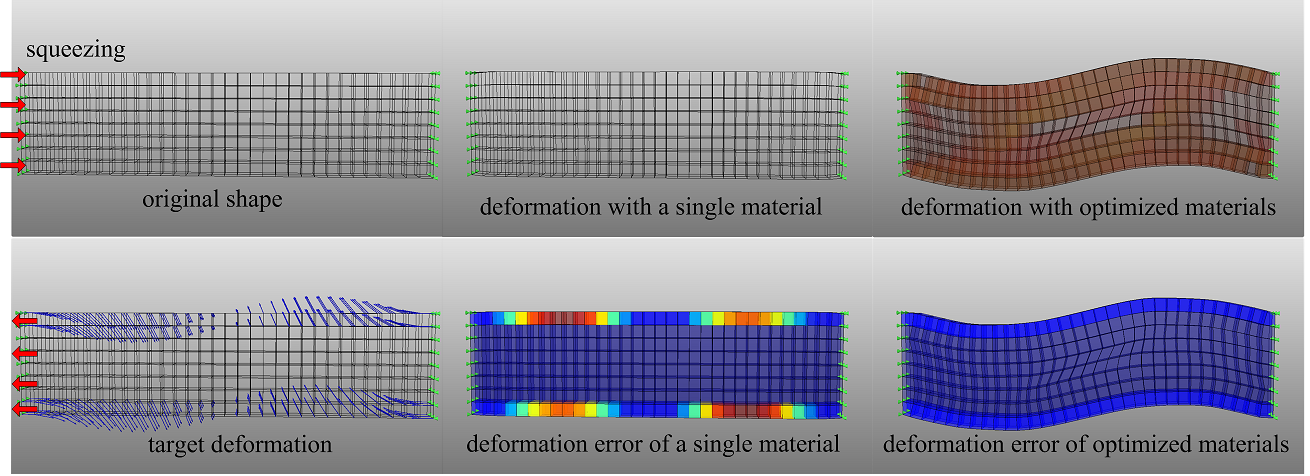 squeezing
original shape
deformation with a single material
deformation with optimized materials
target deformation
deformation error of a single material
deformation error of optimized materials